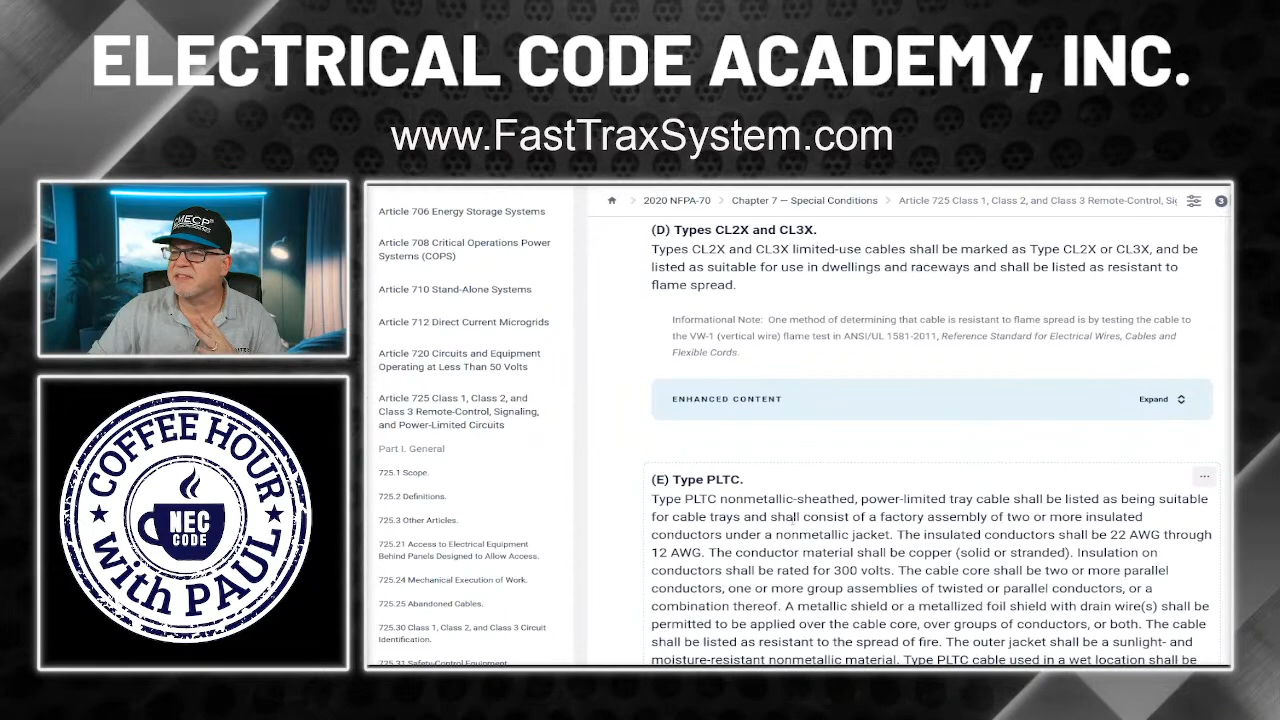 ELECTRICAL CODE ACADEMY, INC.
www.FastTraxSystem.com
COFFEE HOUR
NEC
CODE
with PAUL
Article 706 Energy Storage Systems
Article 708 Critical Operations Power
Systems (COPS)
Article 710 Stand-Alone Systems
Article 712 Direct Current Microgrids
Article 720 Circuits and Equipment
Operating at Less Than 50 Volts
Article 725 Class 1, Class 2, and
Class 3 Remote-Control, Signaling,
and Power-Limited Circuits
Part I. General
725.1 Scope.
725.2 Definitions.
725.3 Other Articles.
725.21 Access to Electrical Equipment
Behind Panels Designed to Allow Access.
725.24 Mechanical Execution of Work.
725.25 Abandoned Cables.
725.30 Class 1, Class 2, and Class 3 Circuit
Identification.
725.31 Safety-Control Equipment
2020 NFPA-70 > Chapter 7 — Special Conditions > Article 725 Class 1, Class 2, and Class 3 Remote-Control, 3
(D) Types CL2X and CL3X.
Types CL2X and CL3X limited-use cables shall be marked as Type CL2X or CL3X, and be
listed as suitable for use in dwellings and raceways and shall be listed as resistant to
flame spread.
Informational Note: One method of determining that cable is resistant to flame spread is by testing the cable to
the VW-1 (vertical wire) flame test in ANSI/UL 1581-2011, Reference Standard for Electrical Wires, Cables and
Flexible Cords.
ENHANCED CONTENT Expand
(E) Type PLTC.
Type PLTC nonmetallic-sheathed, power-limited tray cable shall be listed as being suitable
for cable trays and shall consist of a factory assembly of two or more insulated
conductors under a nonmetallic jacket. The insulated conductors shall be 22 AWG through
12 AWG. The conductor material shall be copper (solid or stranded). Insulation on
conductors shall be rated for 300 volts. The cable core shall be two or more parallel
conductors, one or more group assemblies of twisted or parallel conductors, or a
combination thereof. A metallic shield or a metallized foil shield with drain wire(s) shall be
permitted to be applied over the cable core, over groups of conductors, or both. The cable
shall be listed as resistant to the spread of fire. The outer jacket shall be a sunlight- and
moisture-resistant nonmetallic material. Type PLTC cable used in a wet location shall be